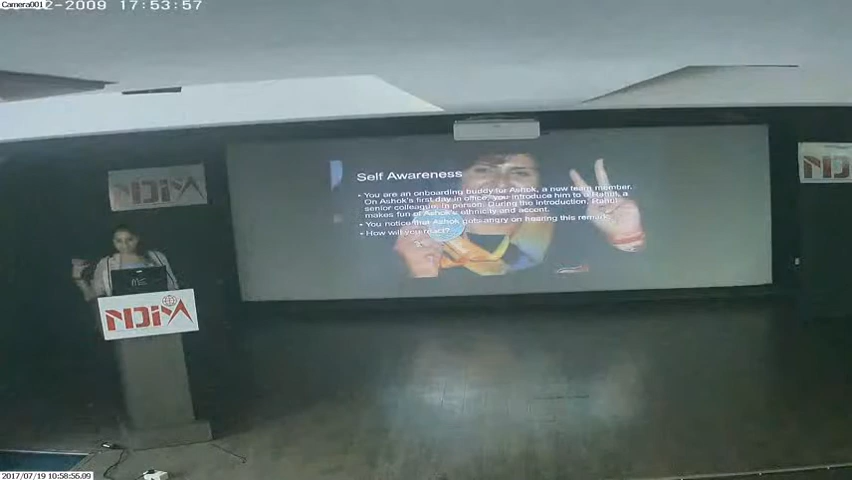 Camera001
-2009 17:53:57
Self Awareness
• You are an onboarding buddy for Ashok, a new team member.
On Ashok's first day in office, you introduce him to a Rahul, a
senior colleague, in person. During the introduction, Rahul
makes fun of Ashok's ethnicity and accent.
• You notice that Ashok gets angry on hearing this remark.
• How will you react?
NDIM
NDIM
NDIM
2017/07/19 10:58:56.09